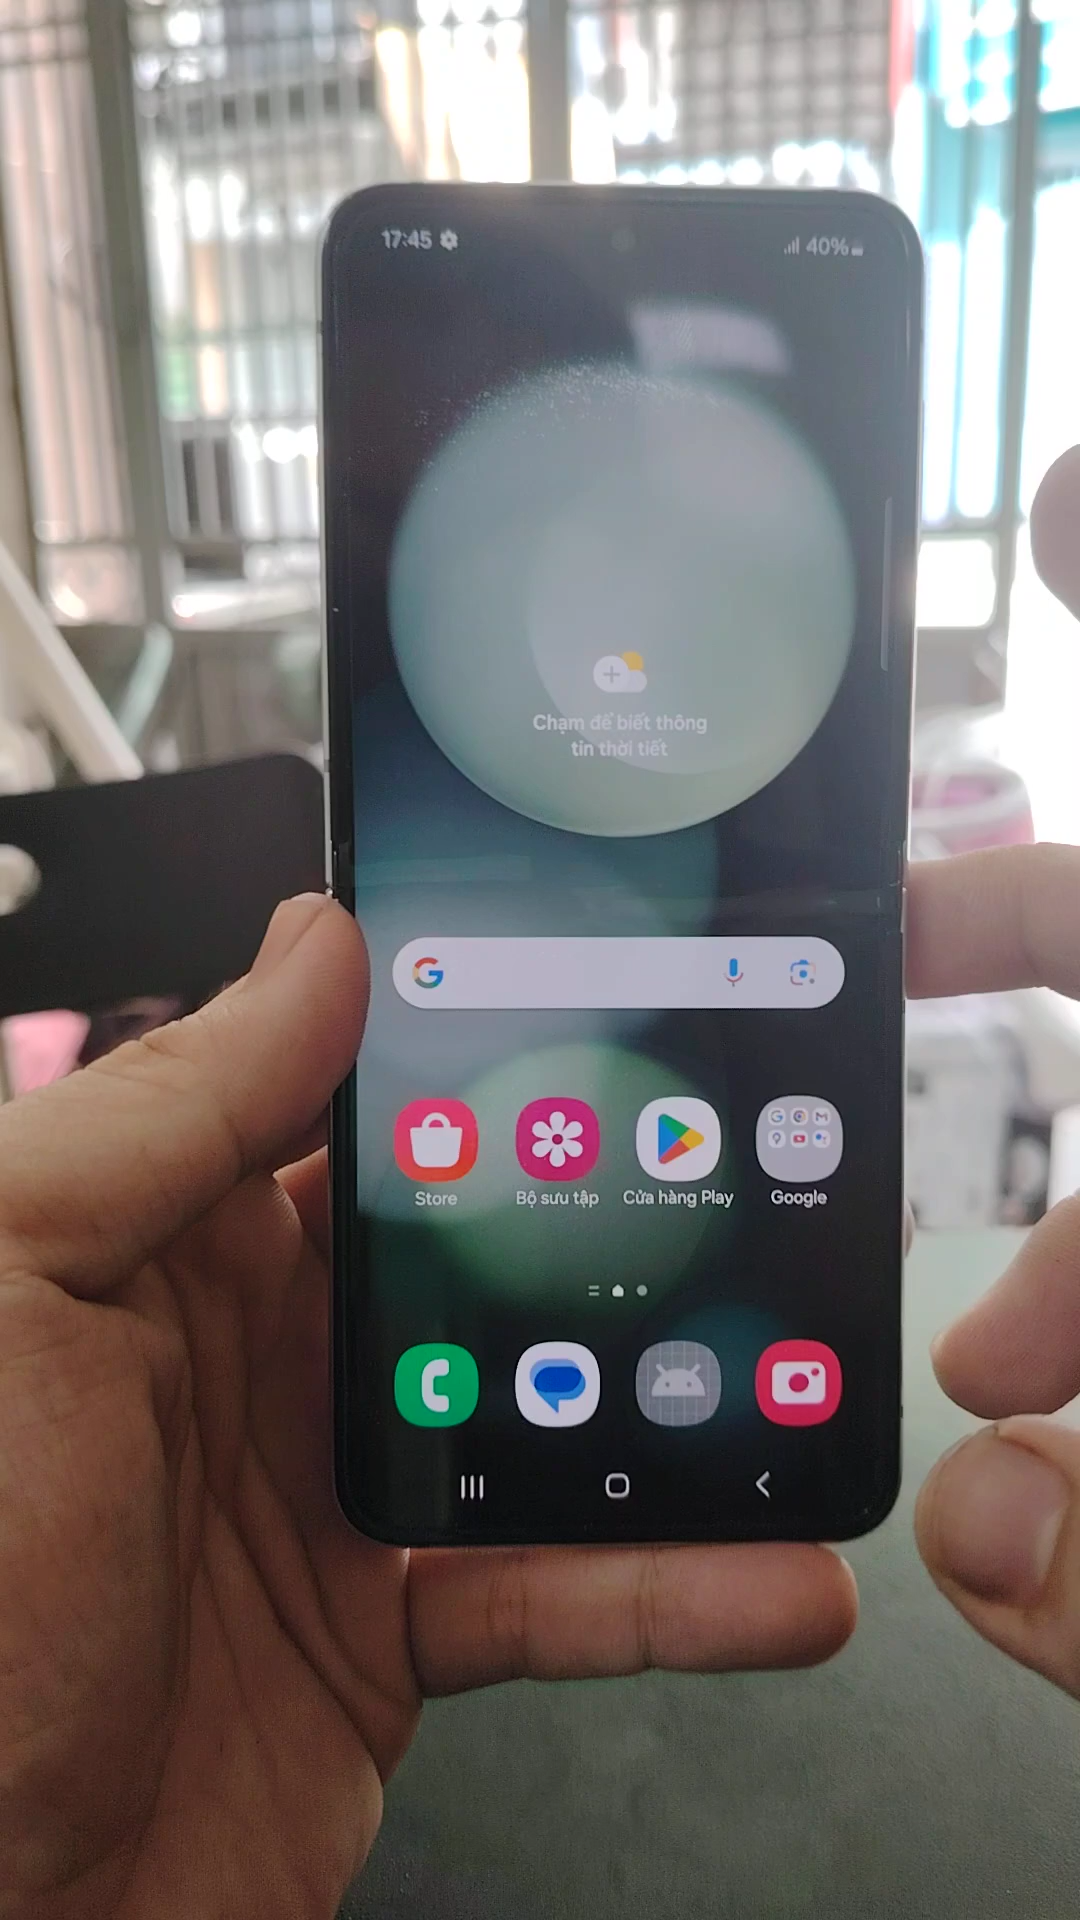 17:45
40%
Chạm để biết thông
tin thời tiết
Store
Bộ sưu tập
Cửa hàng Play
Google